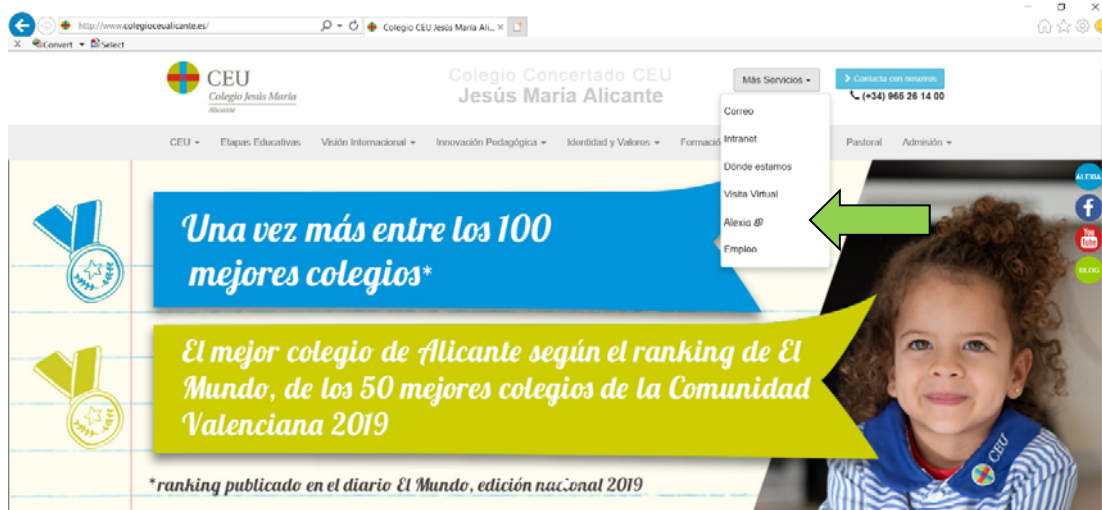 http://www.colegioceualicante.es/
Colegio CEU Jesús María Ali...
X Convert Select
CEU
Colegio Jesús María
Alicante
Colegio Concertado CEU
Jesús María Alicante
Más Servicios
Contacta con nosotros
(+34) 965 26 14 00
Correo
Intranet
Dónde estamos
Visita Virtual
Alexia
Empleo
CEU Etapas Educativas Visión Internacional Innovación Pedagógica Identidad y Valores Formació Pastoral Admisión
ALEXIA
You Tube
BLOG
Una vez más entre los 100
mejores colegios*
El mejor colegio de Alicante según el ranking de El
Mundo, de los 50 mejores colegios de la Comunidad
Valenciana 2019
*ranking publicado en el diario El Mundo, edición nacional 2019
CEU